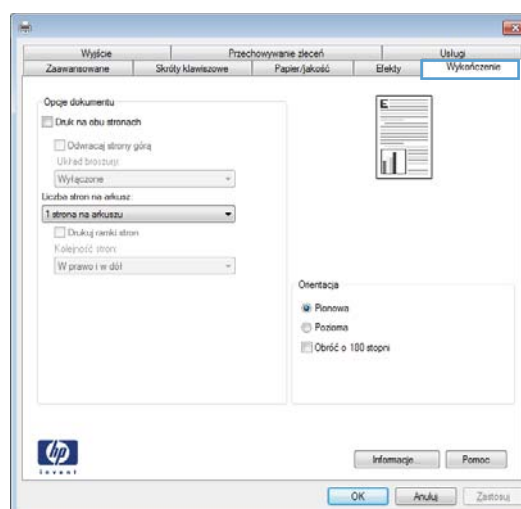 Wyjście Przechowywanie zleceń Usługi
Zaawansowane Skróty klawiszowe Papier/jakość Efekty Wykończenie
Opcje dokumentu
Druk na obu stronach
Odwracaj strony górą
Układ broszury:
Wyłączone
Liczba stron na arkusz:
1 strona na arkuszu
Drukuj ramki stron
Kolejność stron:
W prawo i w dół
E
Orientacja
Pionowa
Pozioma
Obróć o 180 stopni
hp
invent
Informacje... Pomoc
OK Anuluj Zastosuj